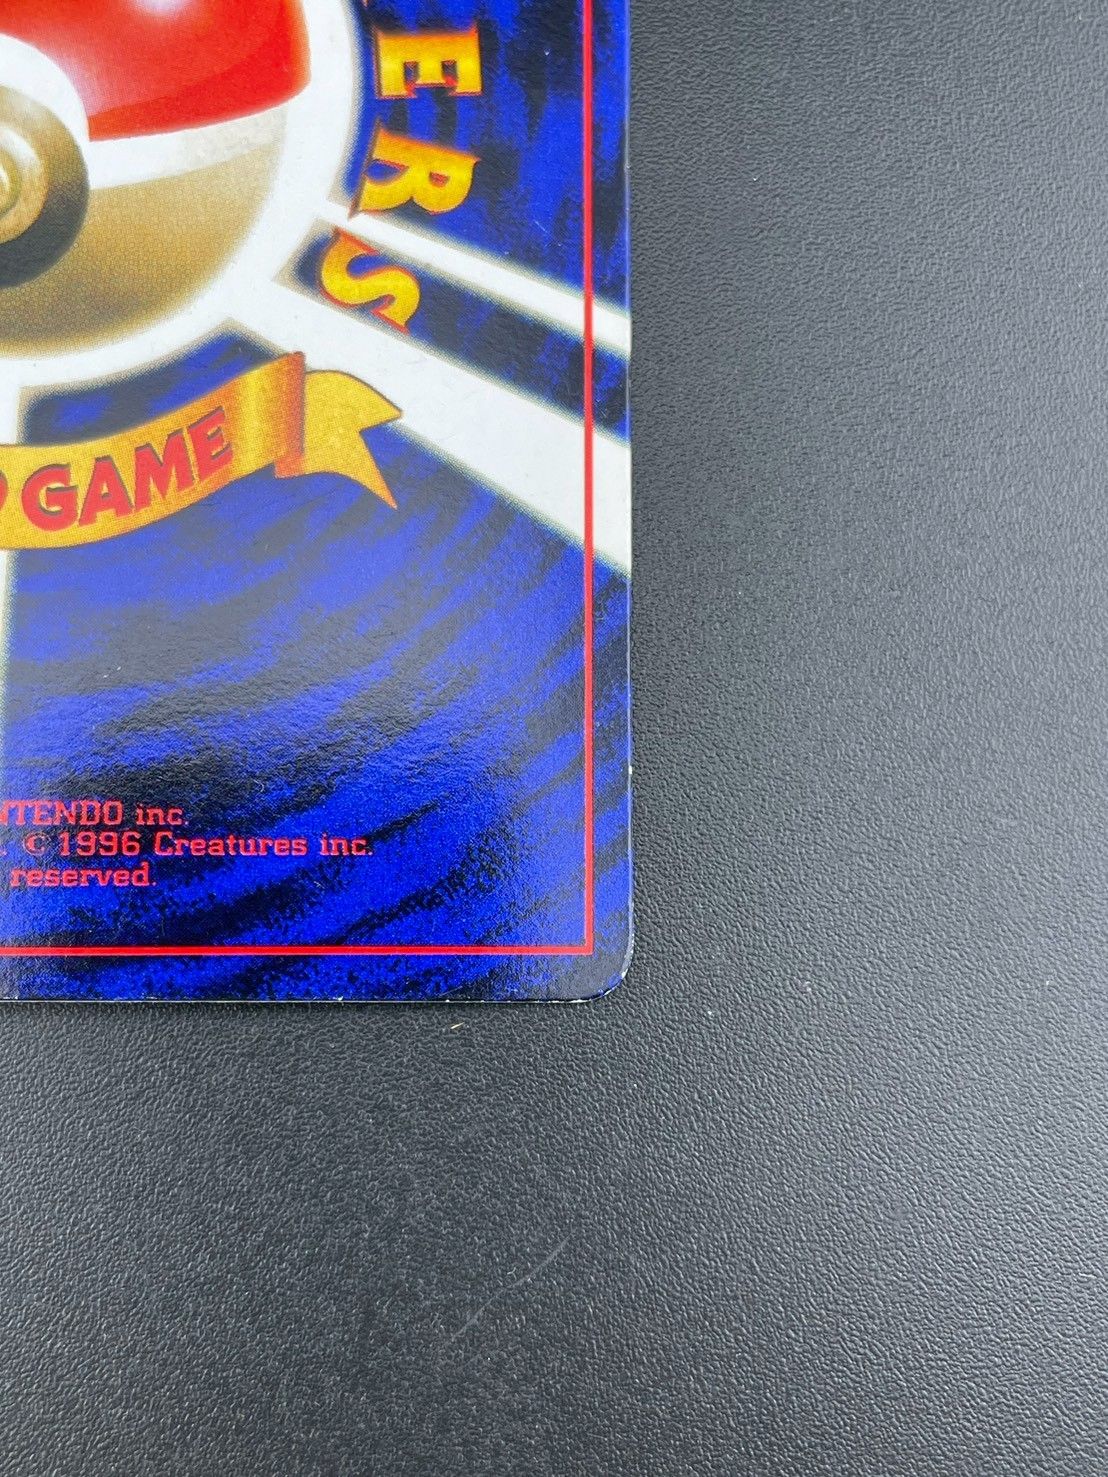 ERS
GAME
NTENDO inc.
. © 1996 Creatures inc.
reserved.